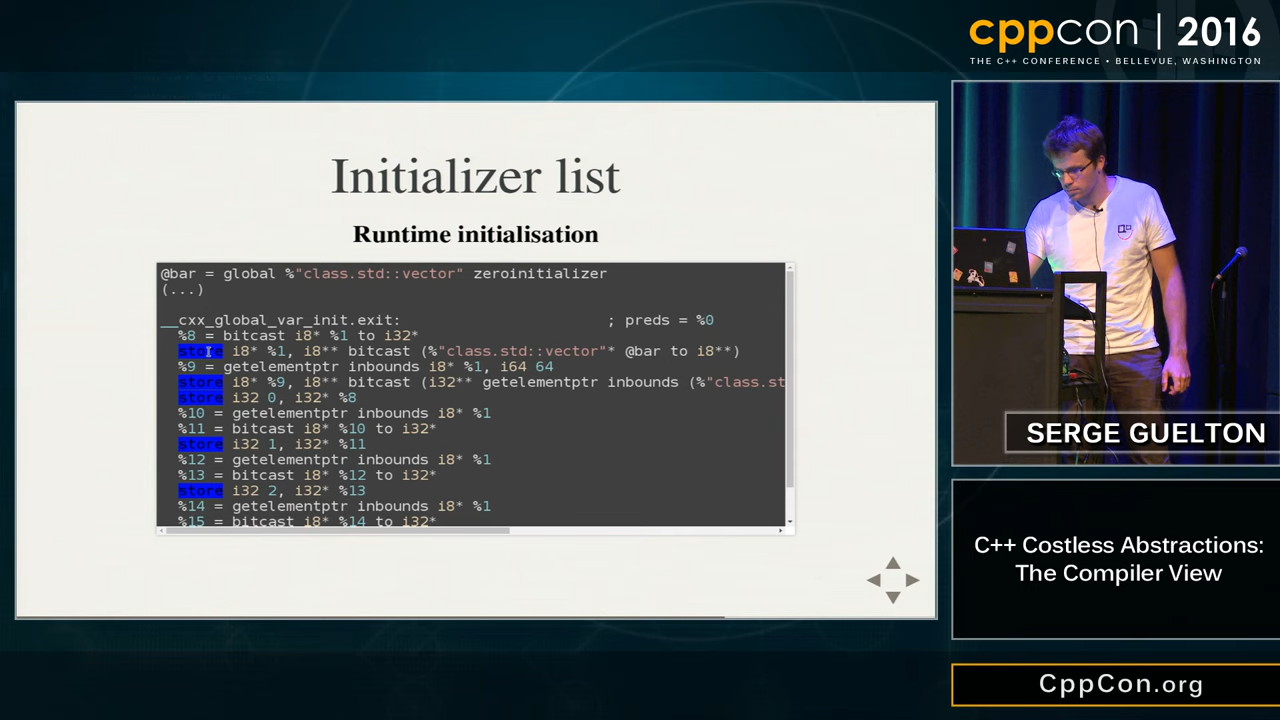 cppcon | 2016
THE C++ CONFERENCE • BELLEVUE, WASHINGTON
Initializer list
Runtime initialisation
@bar = global %"class.std::vector" zeroinitializer
(...)
__cxx_global_var_init.exit:                        ; preds = %0
%8 = bitcast i8* %1 to i32*
store i8* %1, i8** bitcast (%"class.std::vector"* @bar to i8**)
%9 = getelementptr inbounds i8* %1, i64 64
store i8* %9, i8** bitcast (i32** getelementptr inbounds (%"class.st
store i32 0, i32* %8
%10 = getelementptr inbounds i8* %1
%11 = bitcast i8* %10 to i32*
store i32 1, i32* %11
%12 = getelementptr inbounds i8* %1
%13 = bitcast i8* %12 to i32*
store i32 2, i32* %13
%14 = getelementptr inbounds i8* %1
%15 = bitcast i8* %14 to i32*
SERGE GUELTON
C++ Costless Abstractions:
The Compiler View
CppCon.org